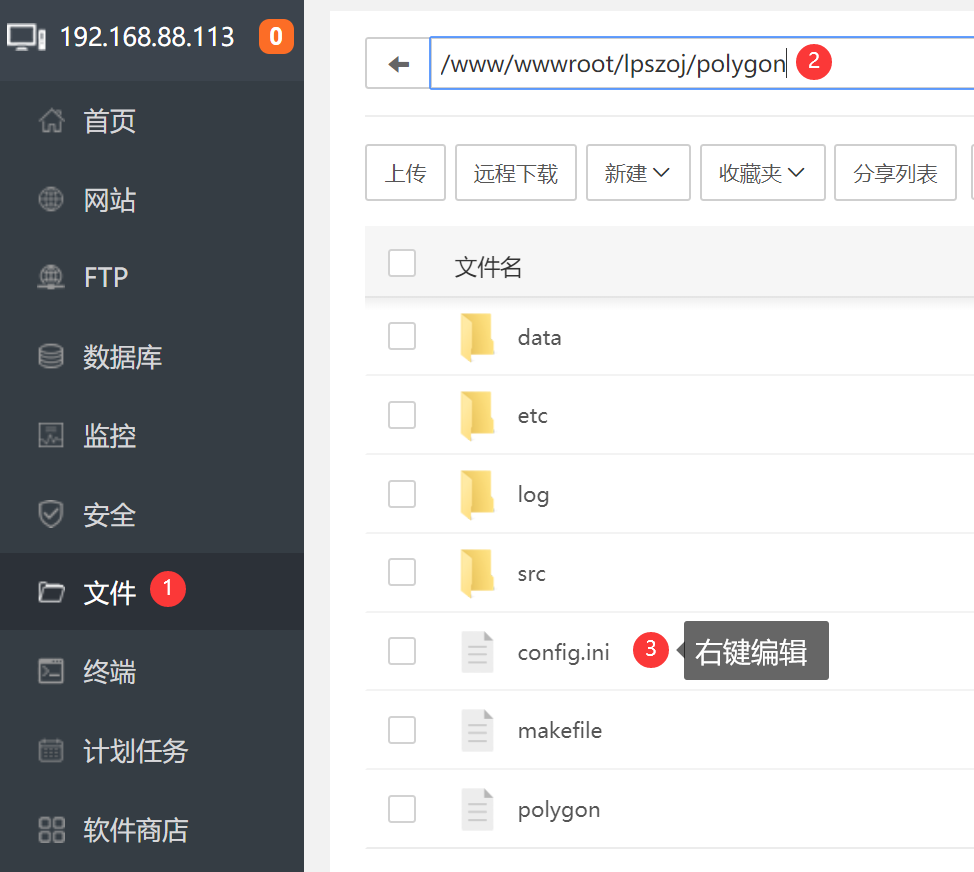 192.168.88.113 0
首页
网站
FTP
数据库
监控
安全
文件 1
终端
计划任务
软件商店
/www/wwwroot/lpszoj/polygon 2
上传 远程下载 新建 收藏夹 分享列表
文件名
data
etc
log
src
config.ini 3 右键编辑
makefile
polygon